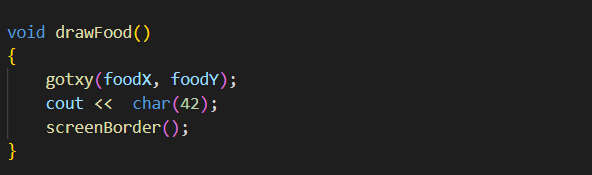 void drawFood()
{
    gotxy(foodX, foodY);
    cout <<  char(42);
    screenBorder();
}